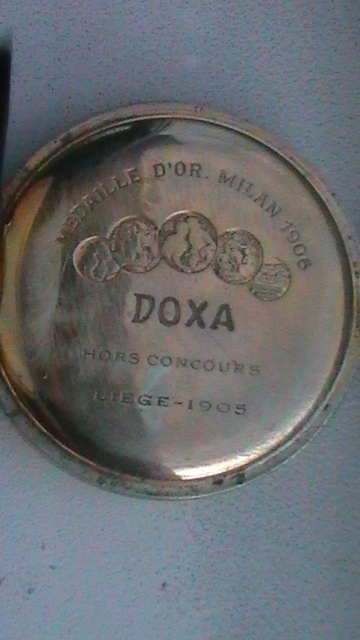 MEDAILLE D'OR. MILAN 1906
DOXA
HORS CONCOURS
LIEGE-1905